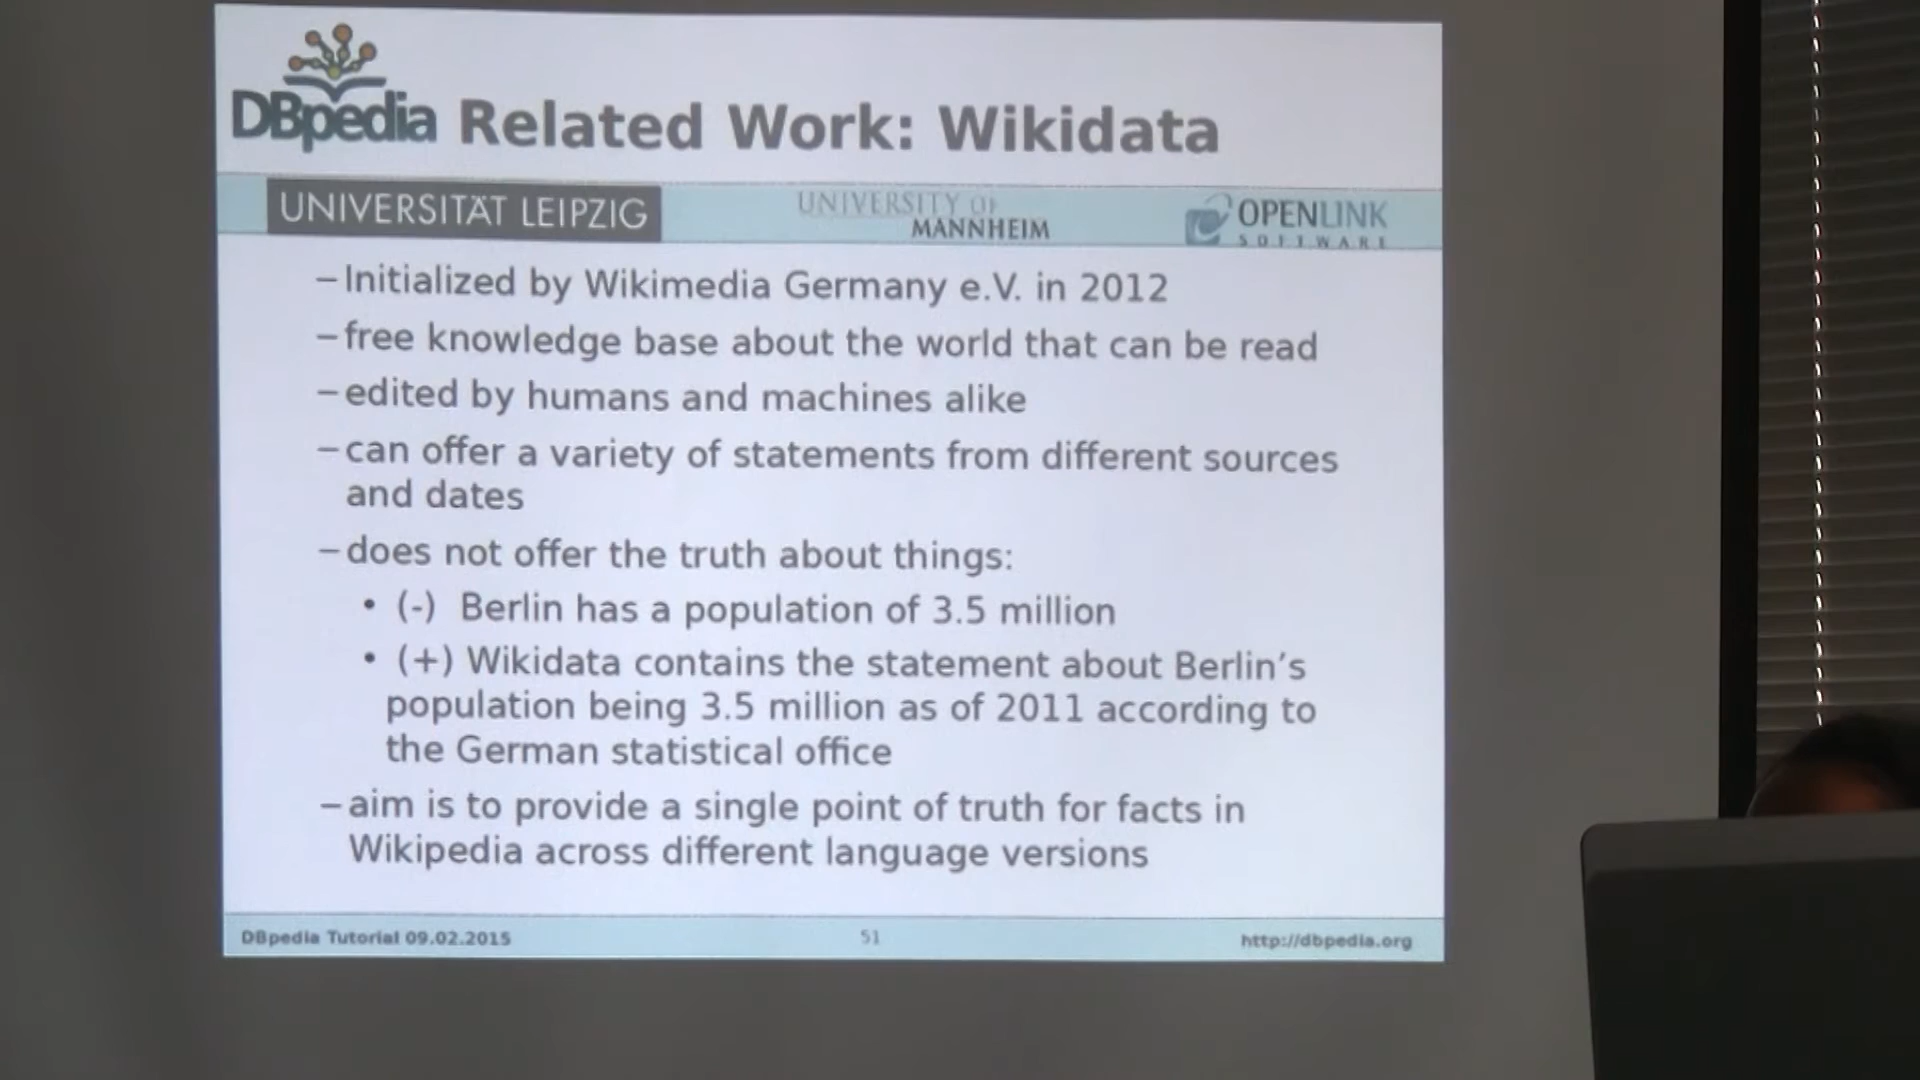 DBpedia Related Work: Wikidata
UNIVERSITÄT LEIPZIG
UNIVERSITY OF
MANNHEIM
OPENLINK
SOFTWARE
– Initialized by Wikimedia Germany e.V. in 2012
– free knowledge base about the world that can be read
– edited by humans and machines alike
– can offer a variety of statements from different sources
and dates
– does not offer the truth about things:
• (-) Berlin has a population of 3.5 million
• (+) Wikidata contains the statement about Berlin’s
population being 3.5 million as of 2011 according to
the German statistical office
– aim is to provide a single point of truth for facts in
Wikipedia across different language versions
DBpedia Tutorial 09.02.2015
51
http://dbpedia.org